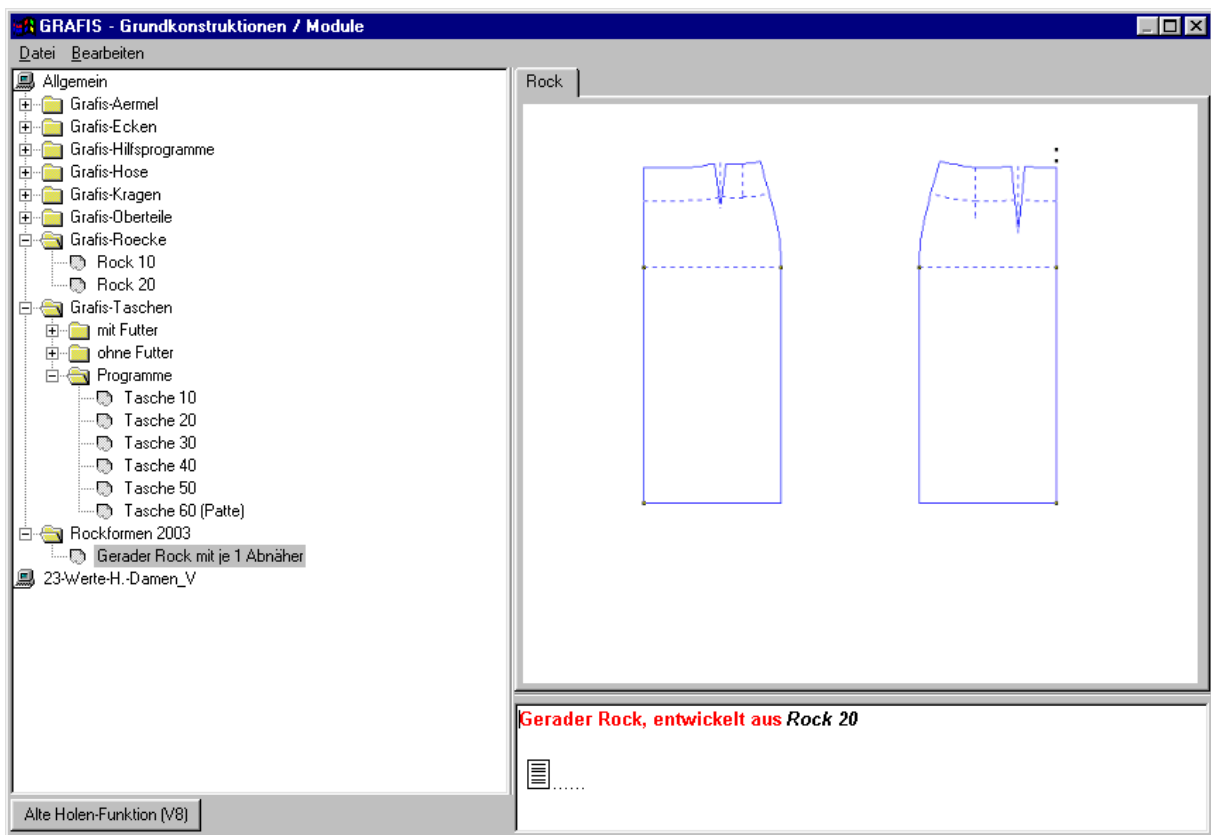 GRAFIS - Grundkonstruktionen / Module
Datei Bearbeiten
Allgemein
Grafis-Aermel
Grafis-Ecken
Grafis-Hilfsprogramme
Grafis-Hose
Grafis-Kragen
Grafis-Oberteile
Grafis-Roecke
Rock 10
Rock 20
Grafis-Taschen
mit Futter
ohne Futter
Programme
Tasche 10
Tasche 20
Tasche 30
Tasche 40
Tasche 50
Tasche 60 (Patte)
Rockformen 2003
Gerader Rock mit je 1 Abnäher
23-Werte-H.-Damen_V
Alte Holen-Funktion (V8)
Rock
Gerader Rock, entwickelt aus Rock 20
......